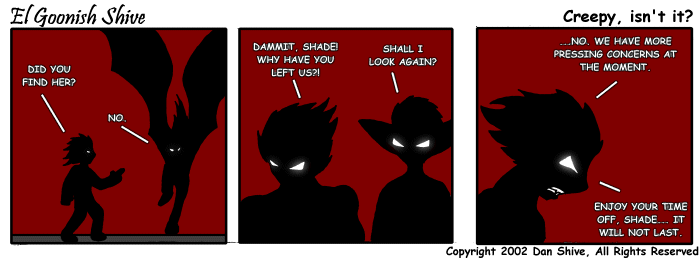 El Goonish Shive
Creepy, isn't it?
DID YOU
FIND HER?
NO.
DAMMIT, SHADE!
WHY HAVE YOU
LEFT US?!
SHALL I
LOOK AGAIN?
...NO. WE HAVE MORE
PRESSING CONCERNS AT
THE MOMENT.
ENJOY YOUR TIME
OFF, SHADE... IT
WILL NOT LAST.
Copyright 2002 Dan Shive, All Rights Reserved